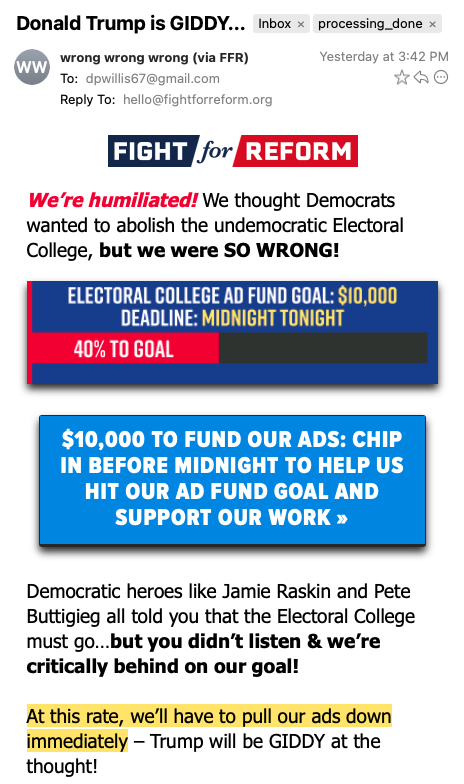 Donald Trump is GIDDY... Inbox × processing_done ×
WW
wrong wrong wrong (via FFR) Yesterday at 3:42 PM
To: dpwillis67@gmail.com
Reply To: hello@fightforreform.org
FIGHT for REFORM
We're humiliated! We thought Democrats
wanted to abolish the undemocratic Electoral
College, but we were SO WRONG!
ELECTORAL COLLEGE AD FUND GOAL: $10,000
DEADLINE: MIDNIGHT TONIGHT
40% TO GOAL
$10,000 TO FUND OUR ADS: CHIP
IN BEFORE MIDNIGHT TO HELP US
HIT OUR AD FUND GOAL AND
SUPPORT OUR WORK »
Democratic heroes like Jamie Raskin and Pete
Buttigieg all told you that the Electoral College
must go...but you didn't listen & we're
critically behind on our goal!
At this rate, we'll have to pull our ads down
immediately – Trump will be GIDDY at the
thought!